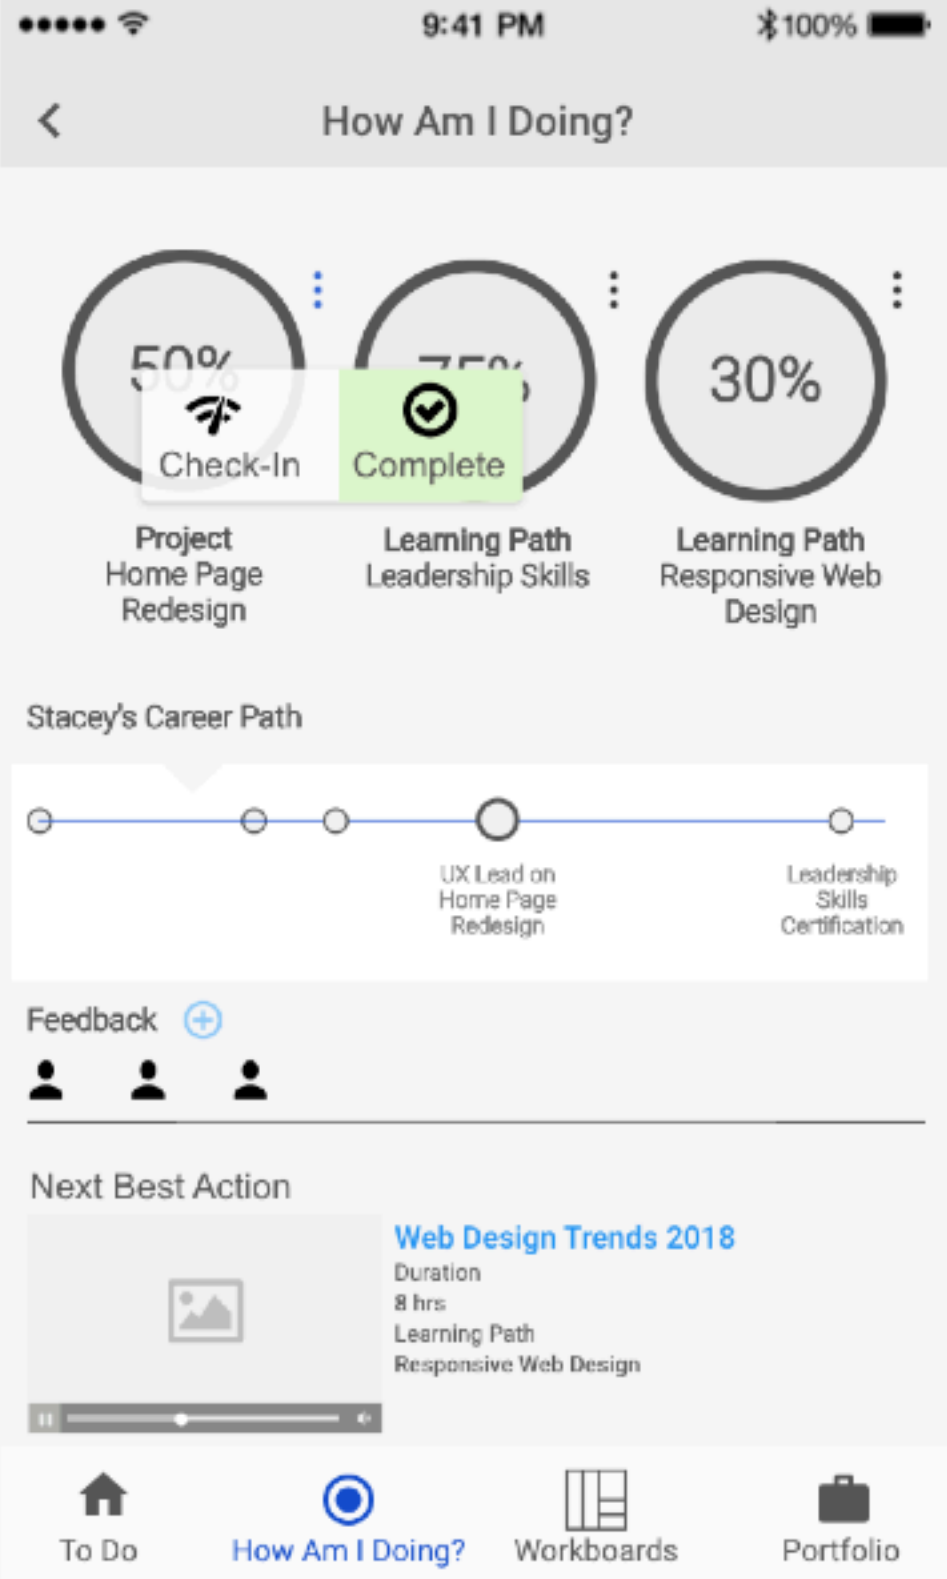 9:41 PM
100%
How Am I Doing?
50%
75%
30%
Check-In
Complete
Project
Home Page
Redesign
Learning Path
Leadership Skills
Learning Path
Responsive Web
Design
Stacey's Career Path
UX Lead on
Home Page
Redesign
Leadership
Skills
Certification
Feedback
Next Best Action
Web Design Trends 2018
Duration
8 hrs
Learning Path
Responsive Web Design
To Do
How Am I Doing?
Workboards
Portfolio